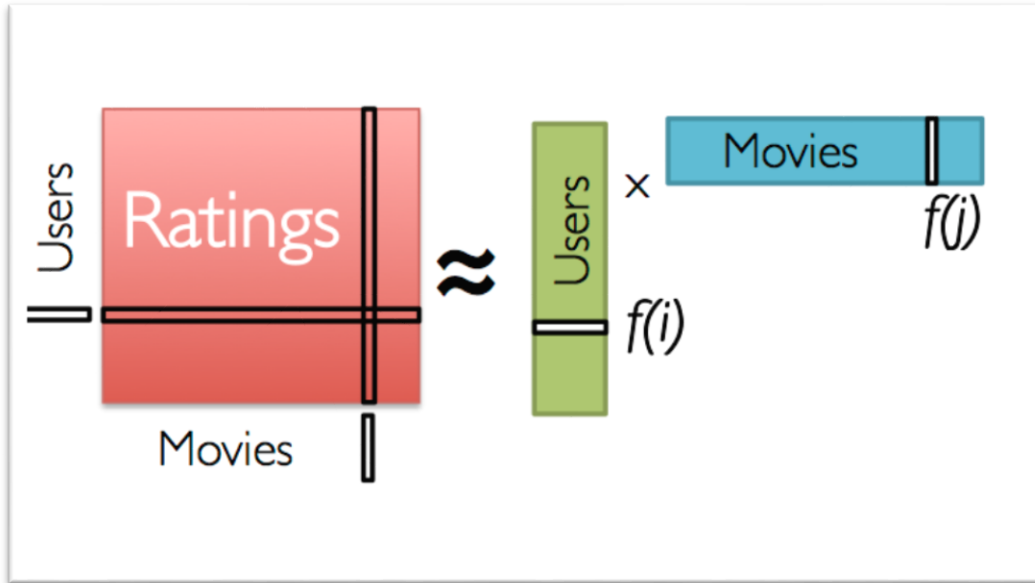 Users
Ratings
Movies
≈
Users
f(i)
x
Movies
f(j)